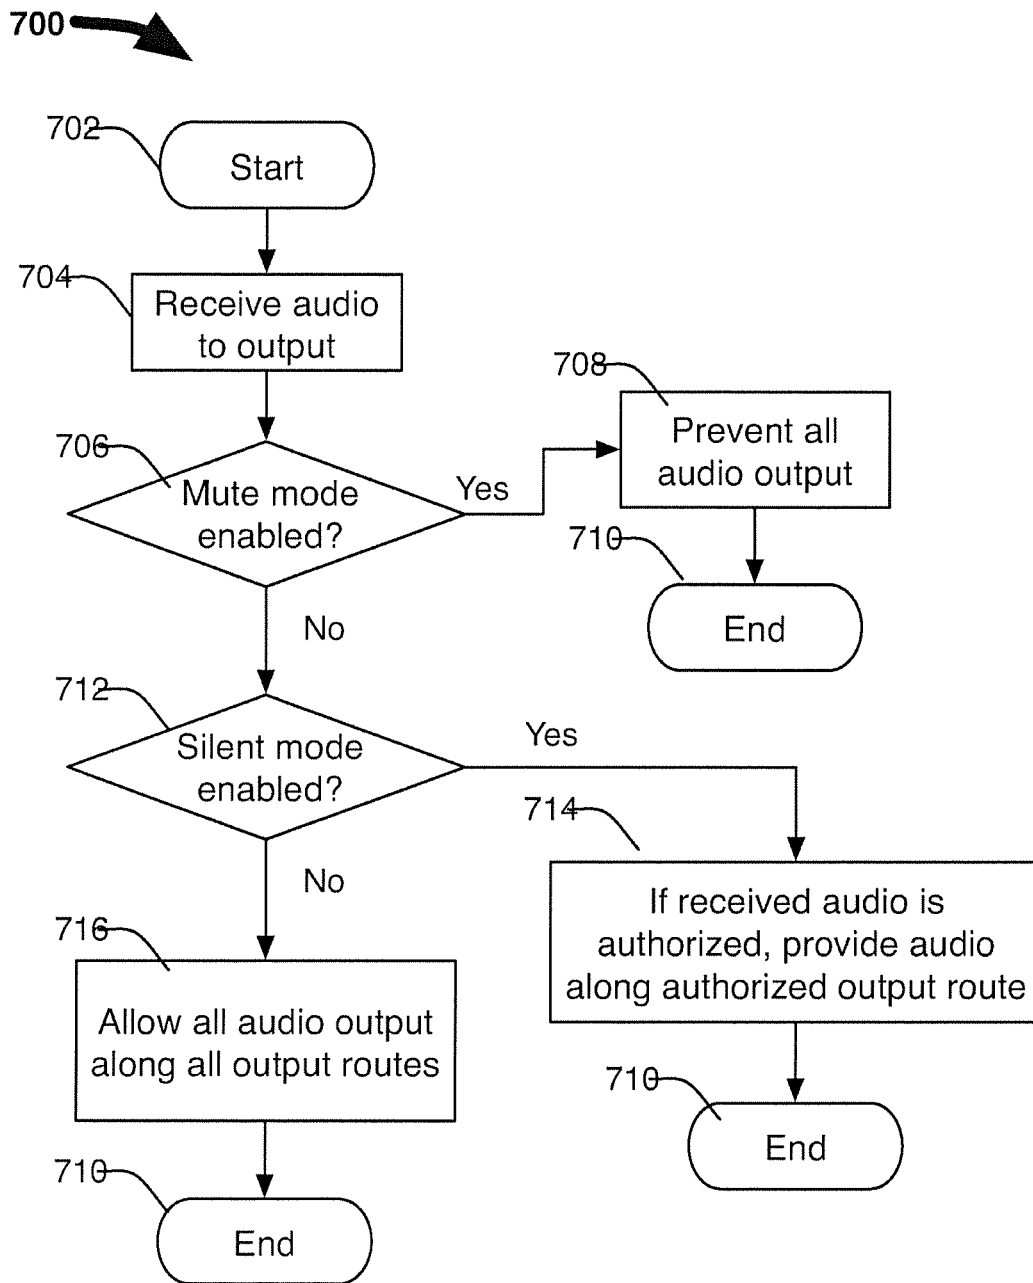 700
702
Start
704
Receive audio
to output
706
Mute mode
enabled?
Yes
708
Prevent all
audio output
710
End
No
712
Silent mode
enabled?
Yes
714
If received audio is
authorized, provide audio
along authorized output route
710
End
No
716
Allow all audio output
along all output routes
710
End